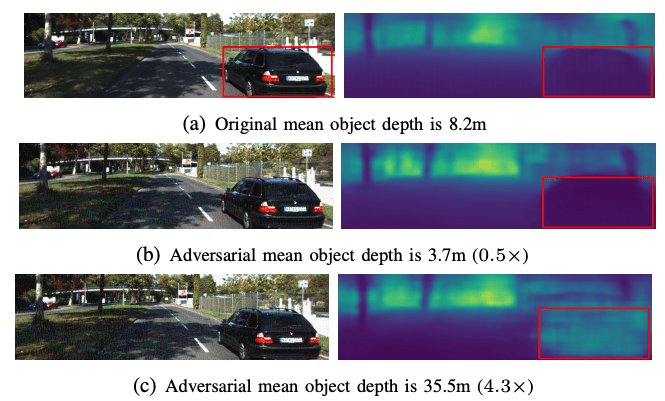 (a) Original mean object depth is 8.2m
(b) Adversarial mean object depth is 3.7m (0.5×)
(c) Adversarial mean object depth is 35.5m (4.3×)